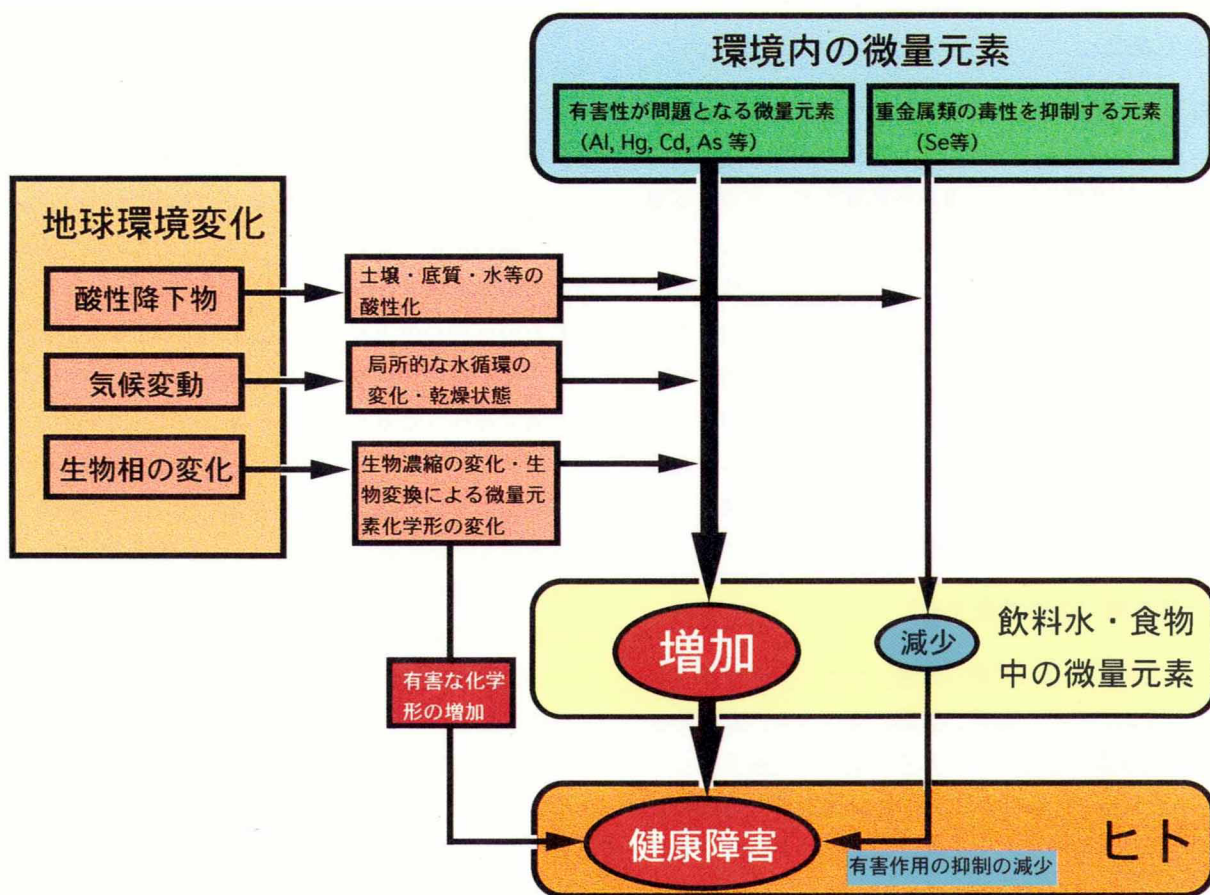 環境内の微量元素
有害性が問題となる微量元素
（Al, Hg, Cd, As 等）
重金属類の毒性を抑制する元素
(Se等)
地球環境変化
酸性降下物
土壌・底質・水等の
酸性化
気候変動
局所的な水循環の
変化・乾燥状態
生物相の変化
生物濃縮の変化・生
物変換による微量元
素化学形の変化
増加
減少
飲料水・食物
中の微量元素
有害な化学
形の増加
健康障害
有害作用の抑制の減少
ヒト